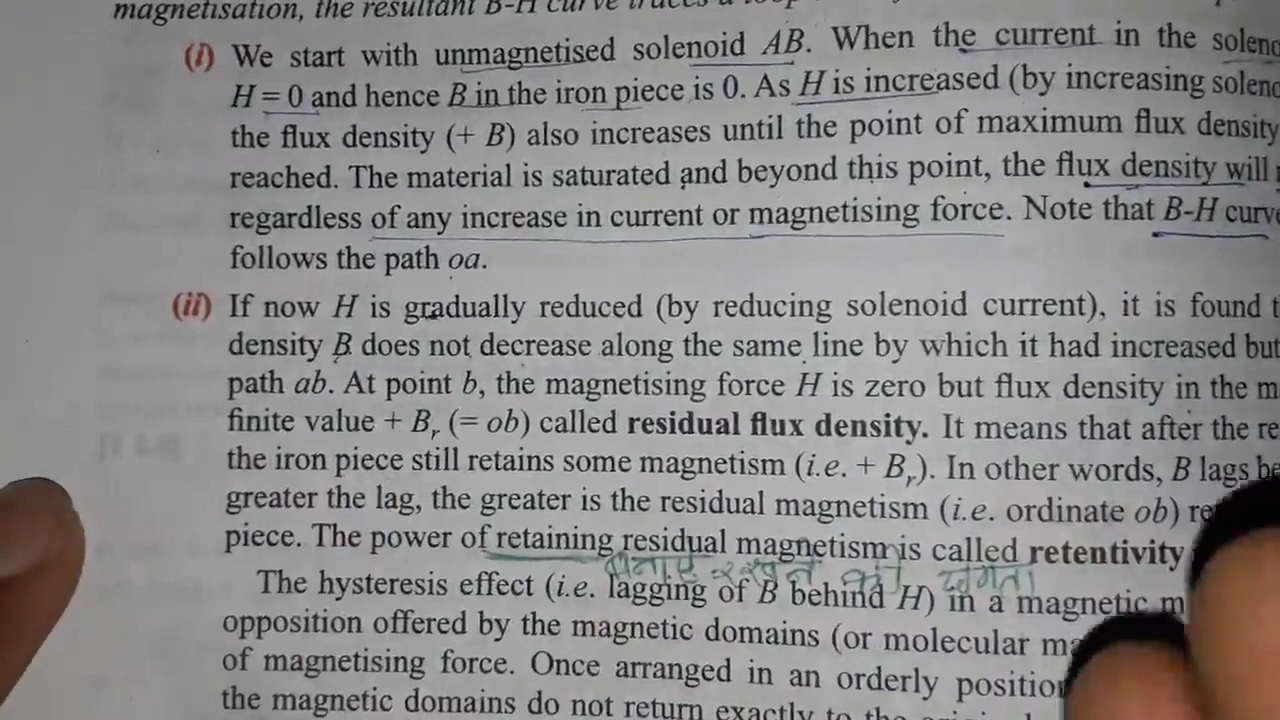 magnetisation, the resultant B-H curve traces a loop
(i) We start with unmagnetised solenoid AB. When the current in the
H = 0 and hence B in the iron piece is 0. As H is increased (by increasing
the flux density (+ B) also increases until the point of maximum flux density
reached. The material is saturated and beyond this point, the flux density will
regardless of any increase in current or magnetising force. Note that B-H
follows the path oa.
(ii) If now H is gradually reduced (by reducing solenoid current), it is found
density B does not decrease along the same line by which it had increased but
path ab. At point b, the magnetising force H is zero but flux density in the
finite value + Br (= ob) called residual flux density. It means that after the
the iron piece still retains some magnetism (i.e. + Br). In other words, B lags
greater the lag, the greater is the residual magnetism (i.e. ordinate ob)
piece. The power of retaining residual magnetism is called retentivity
बनाए रखने की क्षमता
The hysteresis effect (i.e. lagging of B behind H) in a magnetic
opposition offered by the magnetic domains (or molecular
of magnetising force. Once arranged in an orderly
the magnetic domains do not return exactly to the